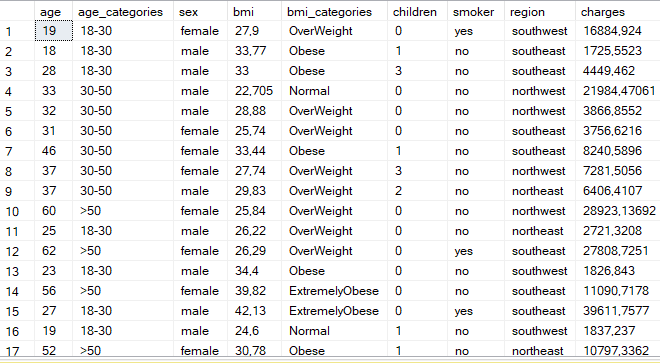 age age_categories sex bmi bmi_categories children smoker region charges
1 19 18-30 female 27,9 OverWeight 0 yes southwest 16884,924
2 18 18-30 male 33,77 Obese 1 no southeast 1725,5523
3 28 18-30 male 33 Obese 3 no southeast 4449,462
4 33 30-50 male 22,705 Normal 0 no northwest 21984,47061
5 32 30-50 male 28,88 OverWeight 0 no northwest 3866,8552
6 31 30-50 female 25,74 OverWeight 0 no southeast 3756,6216
7 46 30-50 female 33,44 Obese 1 no southeast 8240,5896
8 37 30-50 female 27,74 OverWeight 3 no northwest 7281,5056
9 37 30-50 male 29,83 OverWeight 2 no northeast 6406,4107
10 60 >50 female 25,84 OverWeight 0 no northwest 28923,13692
11 25 18-30 male 26,22 OverWeight 0 no northeast 2721,3208
12 62 >50 female 26,29 OverWeight 0 yes southeast 27808,7251
13 23 18-30 male 34,4 Obese 0 no southwest 1826,843
14 56 >50 female 39,82 ExtremelyObese 0 no southeast 11090,7178
15 27 18-30 male 42,13 ExtremelyObese 0 yes southeast 39611,7577
16 19 18-30 male 24,6 Normal 1 no southwest 1837,237
17 52 >50 female 30,78 Obese 1 no northeast 10797,3362